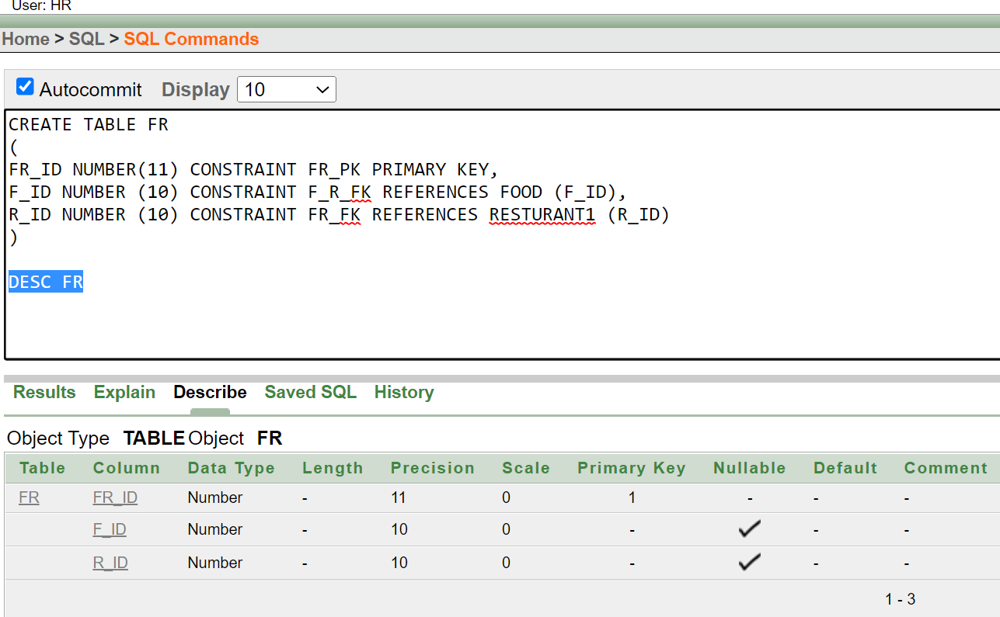 User: HR
Home > SQL > SQL Commands
Autocommit Display 10
CREATE TABLE FR
(
FR_ID NUMBER(11) CONSTRAINT FR_PK PRIMARY KEY,
F_ID NUMBER (10) CONSTRAINT F_R_FK REFERENCES FOOD (F_ID),
R_ID NUMBER (10) CONSTRAINT FR_FK REFERENCES RESTURANT1 (R_ID)
)
DESC FR
Results Explain Describe Saved SQL History
Object Type TABLE Object FR
Table Column Data Type Length Precision Scale Primary Key Nullable Default Comment
FR FR_ID Number - 11 0 1 - - -
F_ID Number - 10 0 - ✓ - -
R_ID Number - 10 0 - ✓ - -
1 - 3